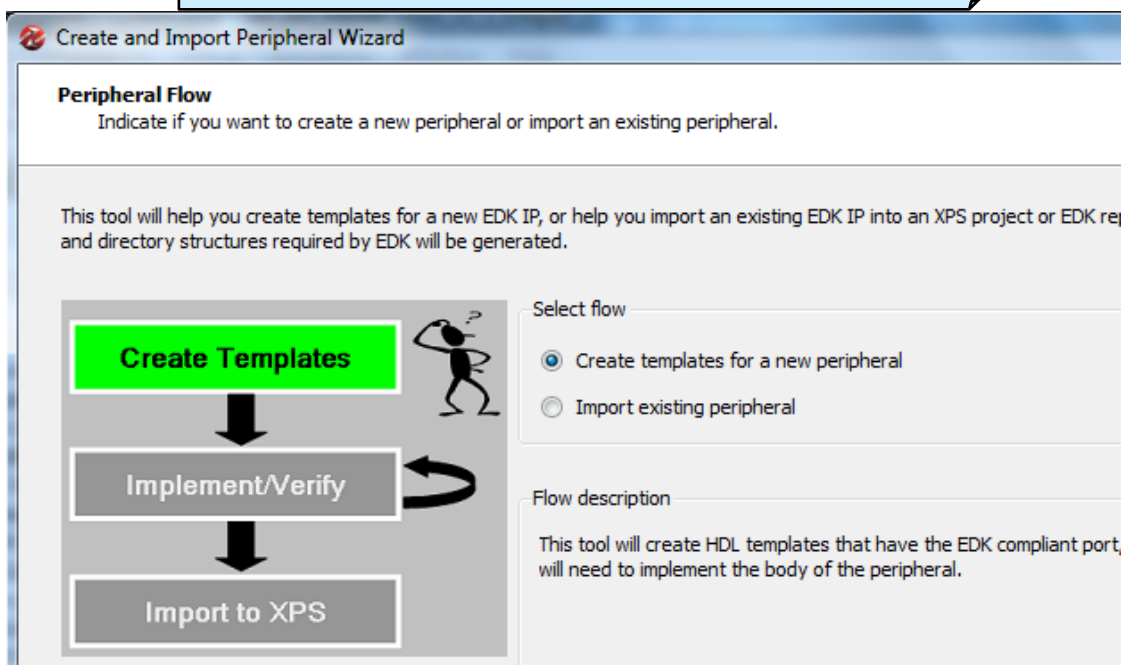 Create and Import Peripheral Wizard
Peripheral Flow
Indicate if you want to create a new peripheral or import an existing peripheral.
This tool will help you create templates for a new EDK IP, or help you import an existing EDK IP into an XPS project or EDK
and directory structures required by EDK will be generated.
Create Templates
?
Implement/Verify
Import to XPS
Select flow
Create templates for a new peripheral
Import existing peripheral
Flow description
This tool will create HDL templates that have the EDK compliant port,
will need to implement the body of the peripheral.